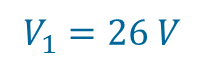 V₁ = 26 V